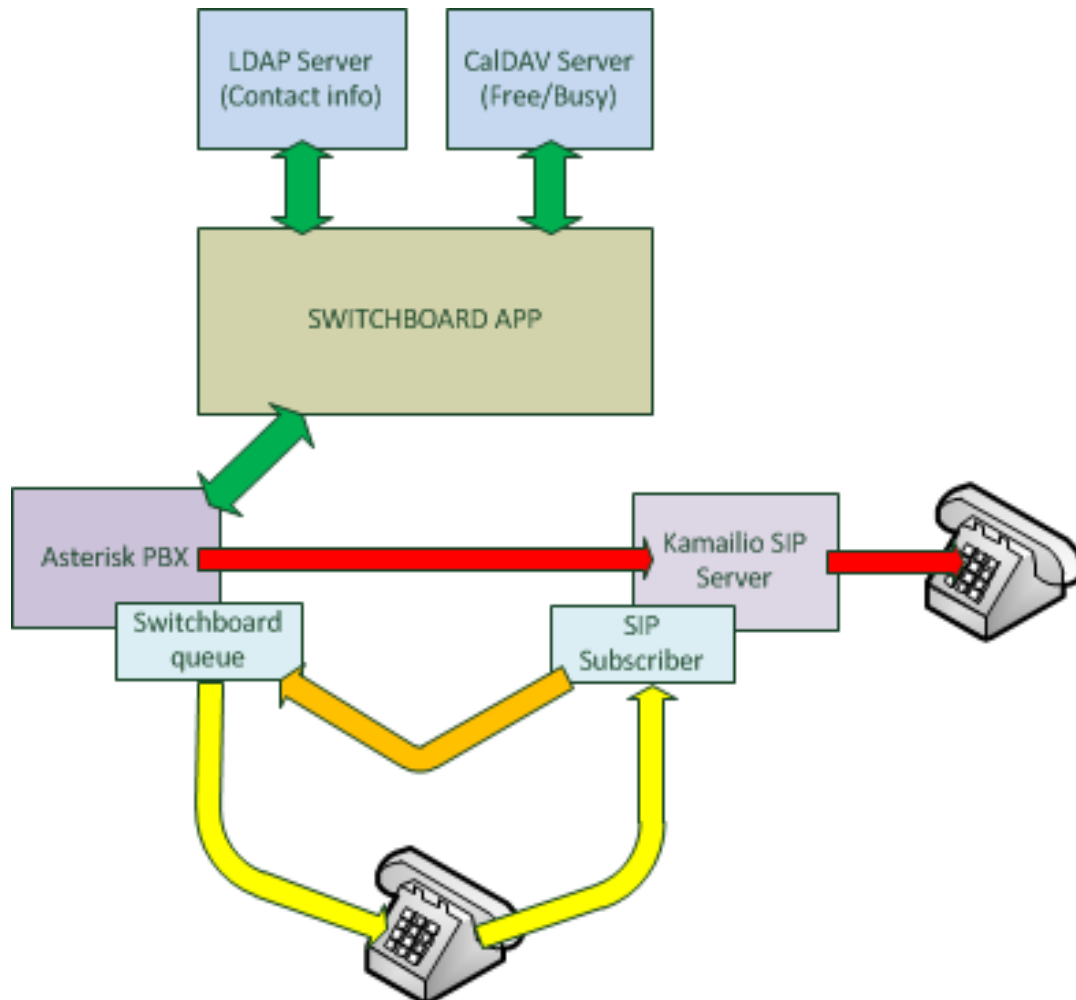 LDAP Server
(Contact info)
CalDAV Server
(Free/Busy)
SWITCHBOARD APP
Asterisk PBX
Kamailio SIP
Server
Switchboard
queue
SIP
Subscriber